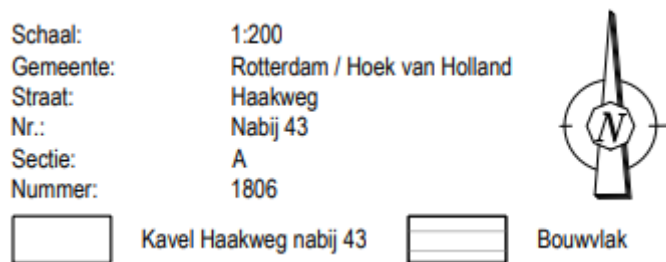 Schaal: 1:200
Gemeente: Rotterdam / Hoek van Holland
Straat: Haakweg
Nr.: Nabij 43
Sectie: A
Nummer: 1806
N
Kavel Haakweg nabij 43 Bouwvlak